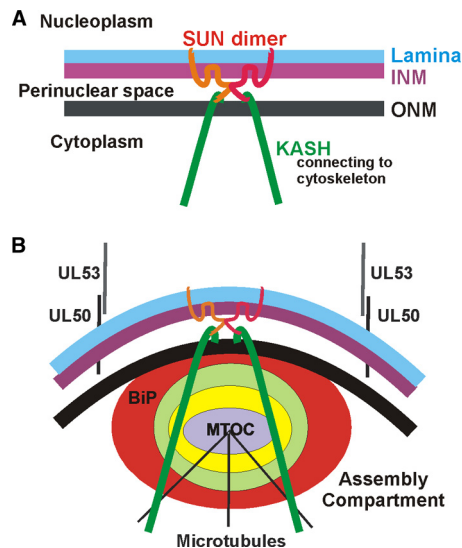 A
Nucleoplasm
SUN dimer
Lamina
INM
Perinuclear space
ONM
Cytoplasm
KASH
connecting to
cytoskeleton
B
UL53
UL53
UL50
UL50
BiP
MTOC
Assembly
Compartment
Microtubules